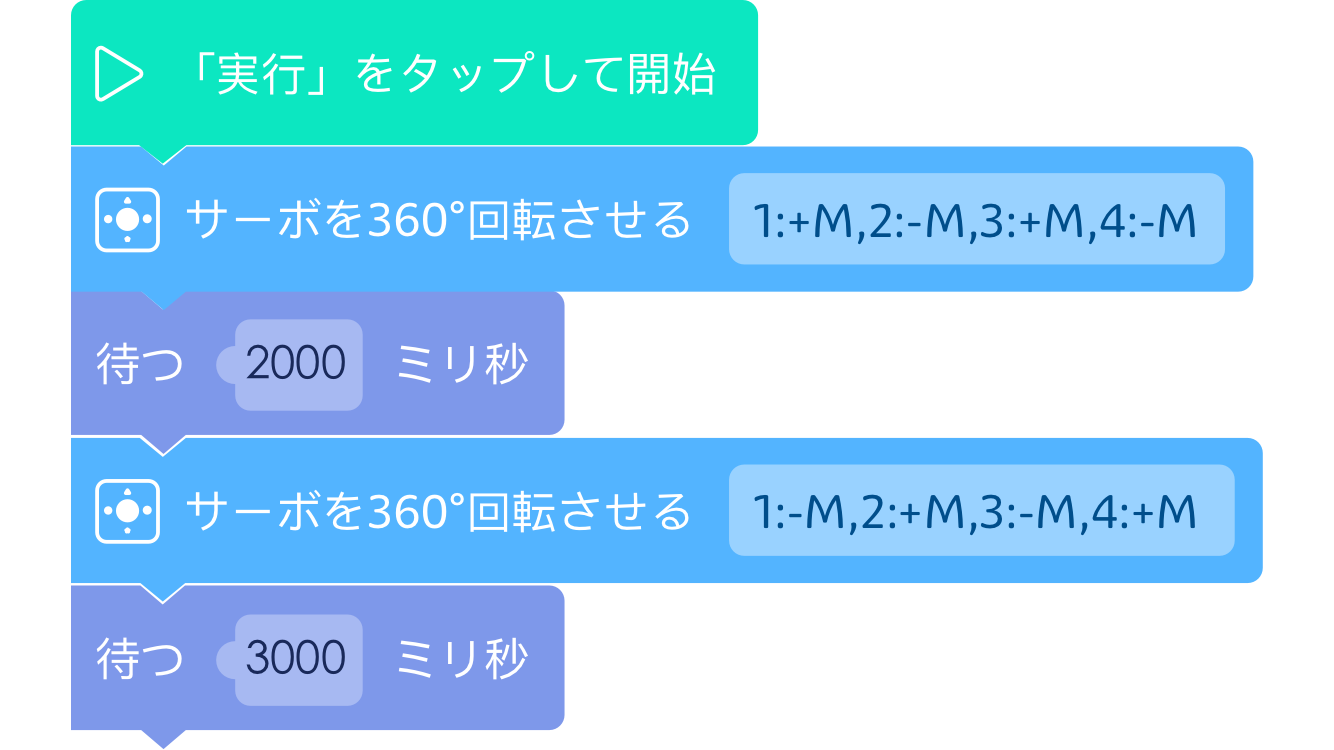 「実行」をタップして開始
サーボを360°回転させる 1:+M,2:-M,3:+M,4:-M
待つ 2000 ミリ秒
サーボを360°回転させる 1:-M,2:+M,3:-M,4:+M
待つ 3000 ミリ秒